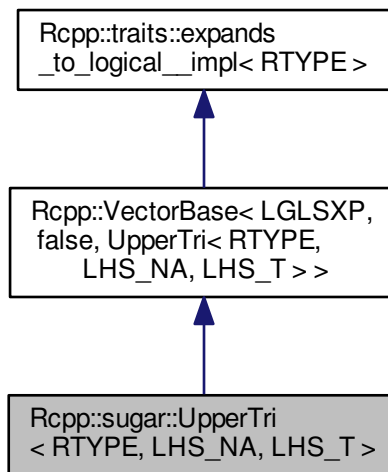 Rcpp::traits::expands
_to_logical__impl< RTYPE >
Rcpp::VectorBase< LGLSXP,
false, UpperTri< RTYPE,
LHS_NA, LHS_T > >
Rcpp::sugar::UpperTri
< RTYPE, LHS_NA, LHS_T >